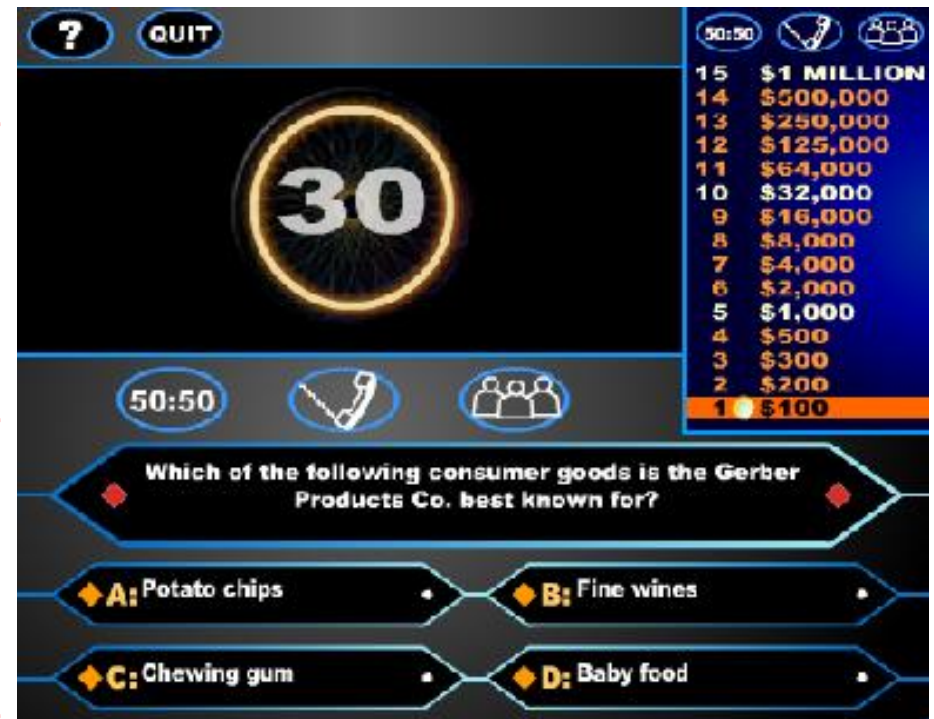 ? QUIT
50:50
15 $1 MILLION
14 $500,000
13 $250,000
12 $125,000
11 $64,000
10 $32,000
9 $16,000
8 $8,000
7 $4,000
6 $2,000
5 $1,000
4 $500
3 $300
2 $200
1 $100
30
50:50
Which of the following consumer goods is the Gerber
Products Co. best known for?
A: Potato chips
B: Fine wines
C: Chewing gum
D: Baby food